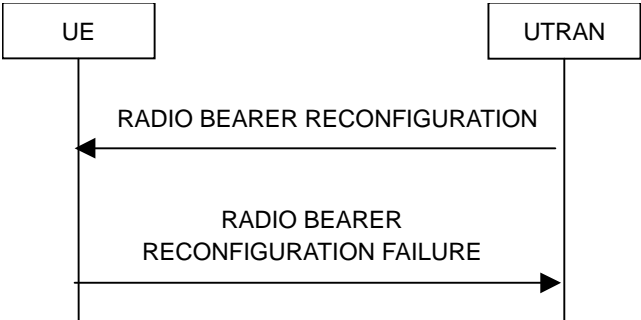 UE
UTRAN
RADIO BEARER RECONFIGURATION
RADIO BEARER
RECONFIGURATION FAILURE